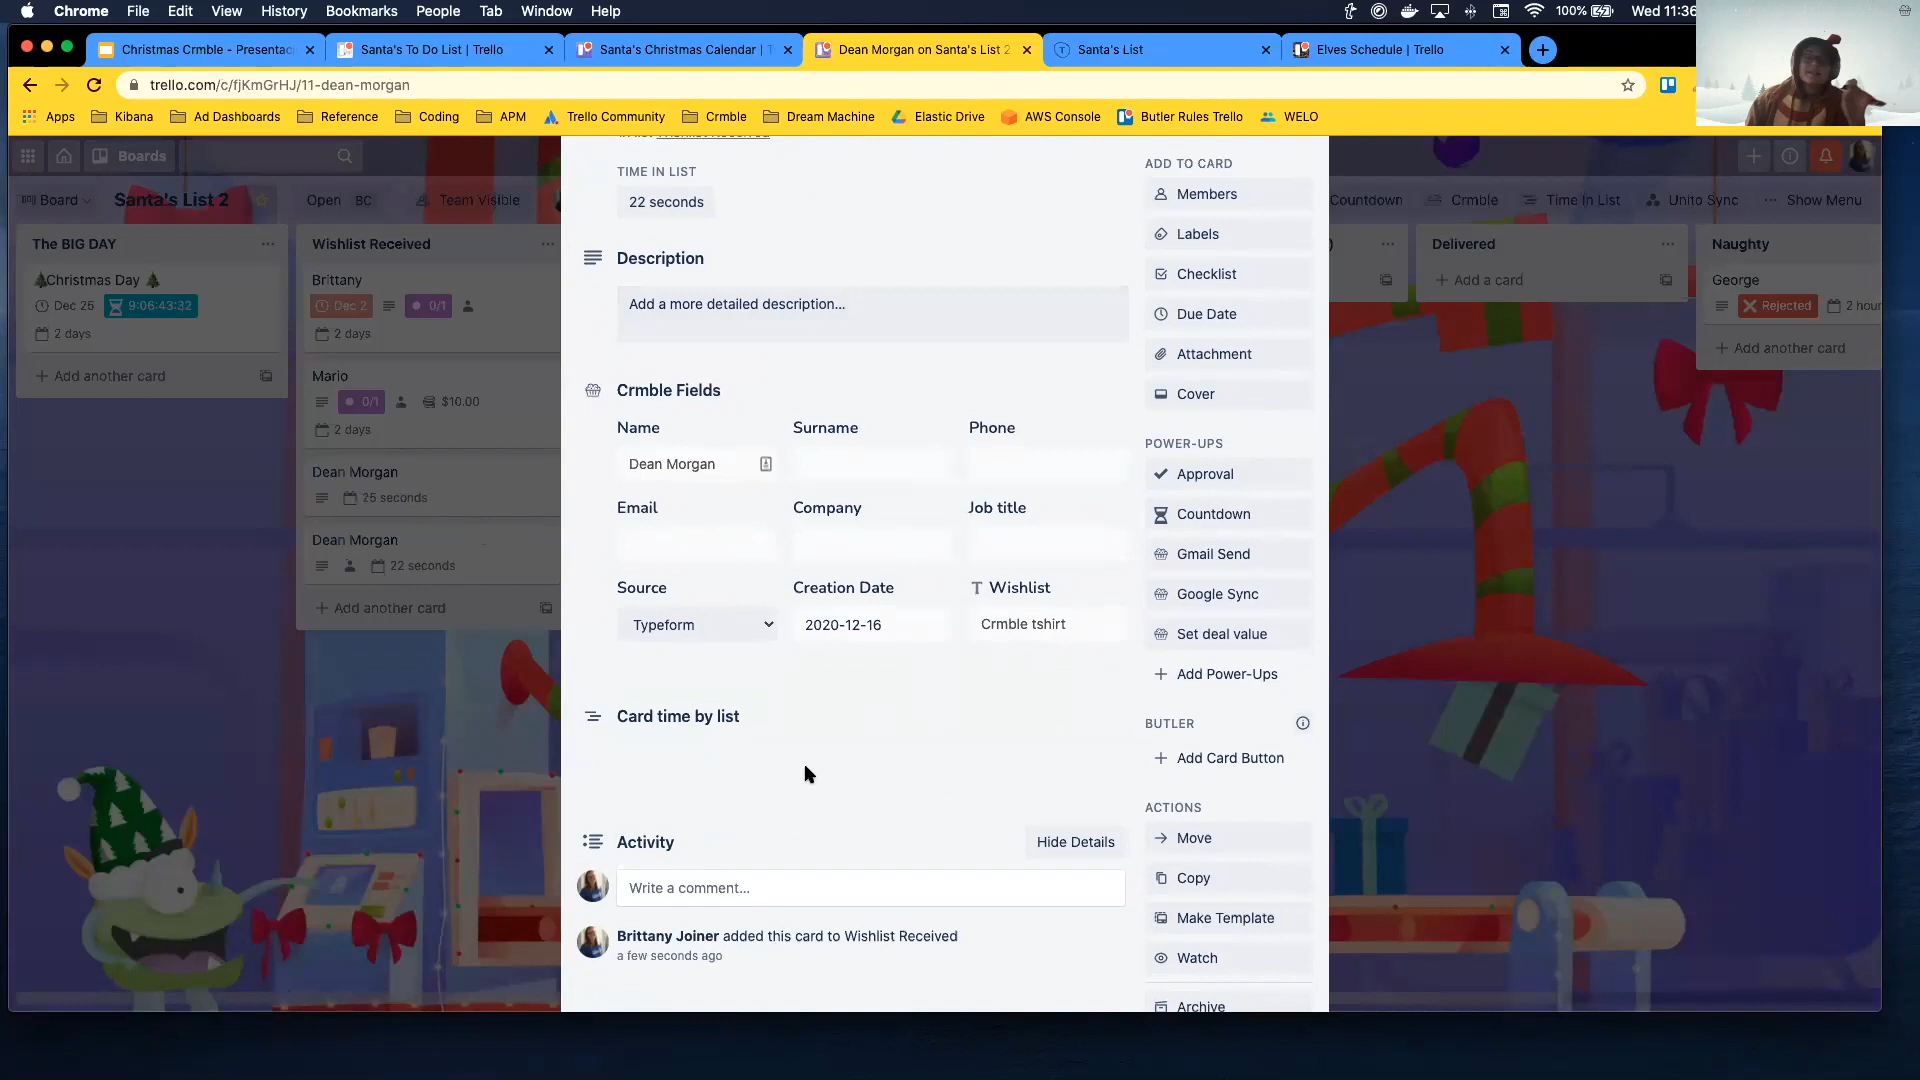 Chrome File Edit View History Bookmarks People Tab Window Help 100% Wed 11:36
Christmas Crmble - Presentac Santa's To Do List | Trello Santa's Christmas Calendar | T Dean Morgan on Santa's List 2 Santa's List Elves Schedule | Trello
trello.com/c/fjKmGrHJ/11-dean-morgan
Apps Kibana Ad Dashboards Reference Coding APM Trello Community Crmble Dream Machine Elastic Drive AWS Console Butler Rules Trello WELO
Boards
Board Santa's List 2 Open BC Team Visible Countdown Crmble Time In List Unito Sync Show Menu
The BIG DAY
Christmas Day
Dec 25 9:06:43:32
2 days
Add another card
Wishlist Received
Brittany
Dec 2 0/1
2 days
Mario
0/1 $10.00
2 days
Dean Morgan
25 seconds
Dean Morgan
22 seconds
Add another card
TIME IN LIST
22 seconds
Description
Add a more detailed description...
Crmble Fields
Name Surname Phone
Dean Morgan
Email Company Job title
Source Creation Date Wishlist
Typeform 2020-12-16 Crmble tshirt
Card time by list
Activity Hide Details
Write a comment...
Brittany Joiner added this card to Wishlist Received
a few seconds ago
ADD TO CARD
Members
Labels
Checklist
Due Date
Attachment
Cover
POWER-UPS
Approval
Countdown
Gmail Send
Google Sync
Set deal value
Add Power-Ups
BUTLER
Add Card Button
ACTIONS
Move
Copy
Make Template
Watch
Archive
Delivered
Add a card
Naughty
George
Rejected 2 hour
Add another card